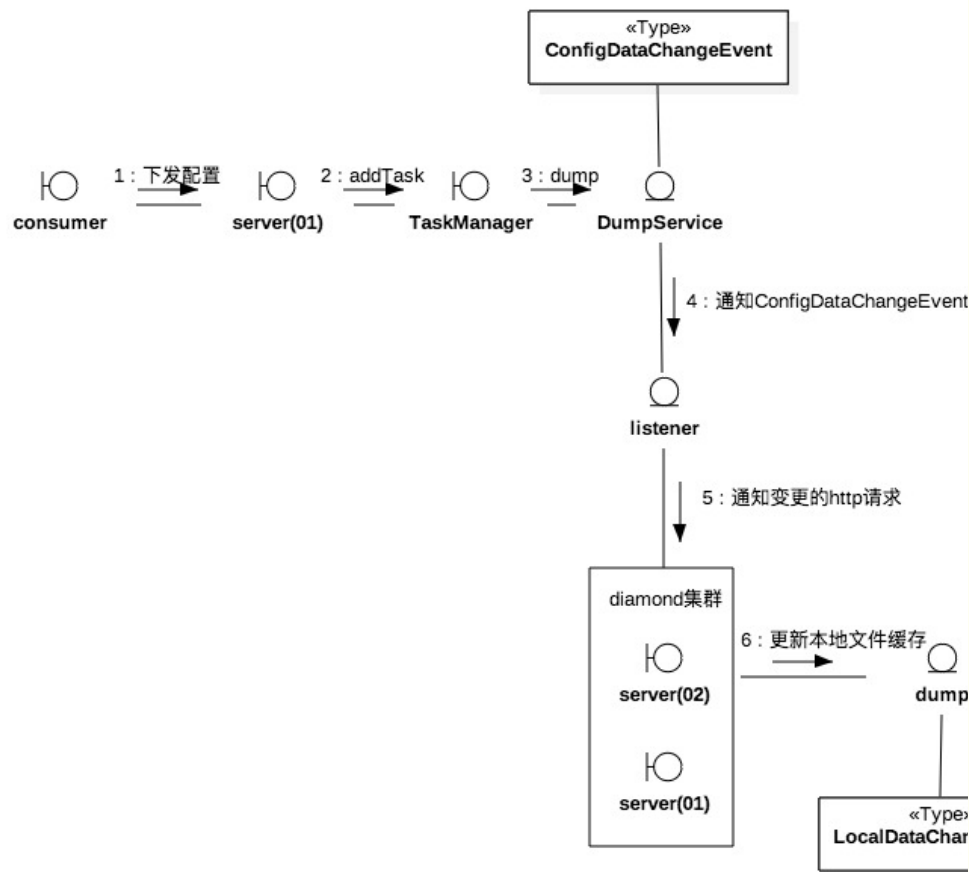 «Type»
ConfigDataChangeEvent
1 : 下发配置
2 : addTask
3 : dump
consumer
server(01)
TaskManager
DumpService
4 : 通知ConfigDataChangeEvent
listener
5 : 通知变更的http请求
diamond集群
6 : 更新本地文件缓存
server(02)
dump
server(01)
«Type»
LocalDataChan